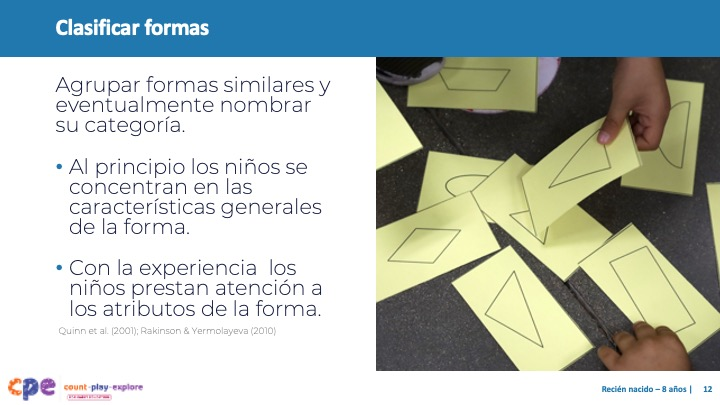 Clasificar formas
Agrupar formas similares y
eventualmente nombrar
su categoría.
• Al principio los niños se
concentran en las
características generales
de la forma.
• Con la experiencia  los
niños prestan atención a
los atributos de la forma.
Quinn et al. (2001); Rakinson & Yermolayeva (2010)
cpe count•play•explore
Recién nacido – 8 años | 12